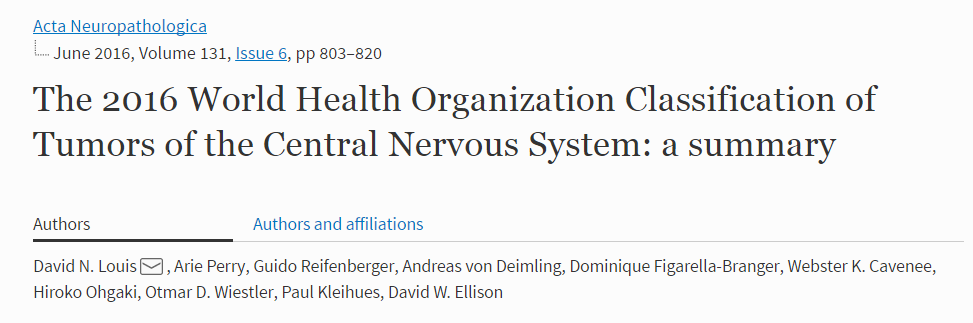 Acta Neuropathologica
June 2016, Volume 131, Issue 6, pp 803–820
The 2016 World Health Organization Classification of
Tumors of the Central Nervous System: a summary
Authors
Authors and affiliations
David N. Louis, Arie Perry, Guido Reifenberger, Andreas von Deimling, Dominique Figarella-Branger, Webster K. Cavenee,
Hiroko Ohgaki, Otmar D. Wiestler, Paul Kleihues, David W. Ellison